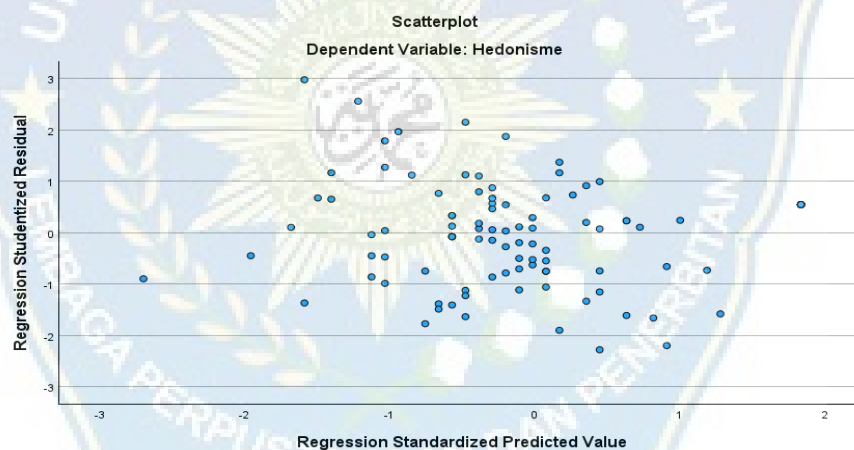 Scatterplot
Dependent Variable: Hedonisme
Regression Studentized Residual
3
2
1
0
-1
-2
-3
-3
-2
-1
0
1
2
Regression Standardized Predicted Value
PENERBITAN